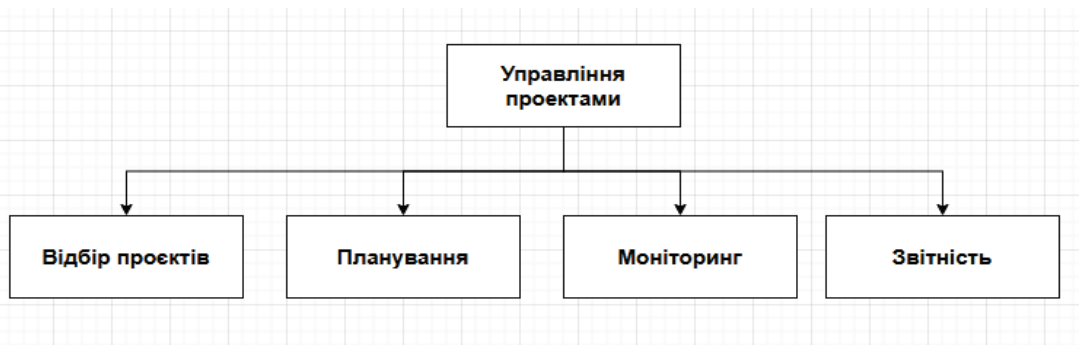 Управління
проектами
Відбір проєктів
Планування
Моніторинг
Звітність